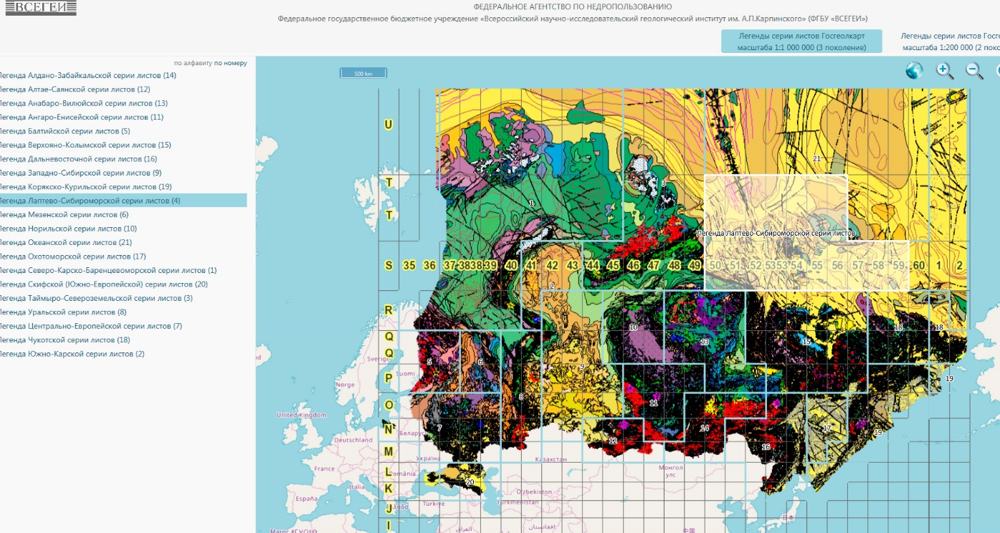 ВСЕГЕИ
ФЕДЕРАЛЬНОЕ АГЕНТСТВО ПО НЕДРОПОЛЬЗОВАНИЮ
Федеральное государственное бюджетное учреждение «Всероссийский научно-исследовательский геологический институт им. А.П.Карпинского» (ФГБУ «ВСЕГЕИ»)
Легенды серии листов Госгеолкарт
масштаба 1:1 000 000 (3 поколение)
Легенды серии листов Госге
масштаба 1:200 000 (2 поко
по алфавиту по номеру
Легенда Алдано-Забайкальской серии листов (14)
Легенда Алтае-Саянской серии листов (12)
Легенда Анабаро-Вилюйской серии листов (13)
Легенда Ангаро-Енисейской серии листов (11)
Легенда Балтийской серии листов (5)
Легенда Верхояно-Колымской серии листов (15)
Легенда Дальневосточной серии листов (16)
Легенда Западно-Сибирской серии листов (9)
Легенда Корякско-Курильской серии листов (19)
Легенда Лаптево-Сибироморской серии листов (4)
Легенда Мезенской серии листов (6)
Легенда Норильской серии листов (10)
Легенда Океанской серии листов (21)
Легенда Охотоморской серии листов (17)
Легенда Северо-Карско-Баренцевоморской серии листов (1)
Легенда Скифской (Южно-Европейской) серии листов (20)
Легенда Таймыро-Североземельской серии листов (3)
Легенда Уральской серии листов (8)
Легенда Центрально-Европейской серии листов (7)
Легенда Чукотской серии листов (18)
Легенда Южно-Карской серии листов (2)
500 km
U
21
T
3
1
T
Легенда Лаптево-Сибироморской серии листов
S 35 36 37 38 38 39 40 41 42 43 44 45 46 47 48 49 50 51 52 53 53 54 55 56 57 58 59 60 1 2
2
R
10
18
18
Q
13
15
Q
Sverige
5
6
9
Suomi
P
19
Norge
8
11
O
United Kingdom
N
Беларусь
7
14
17
19
Deutschland
12
16
M
Україна
Казахстан
France
Монгол
улс
L
România
20
Italia
K
O'zbekiston
España
Türkiye
Türkmenistan
J
日本
افغانستان
العراق
中国
I